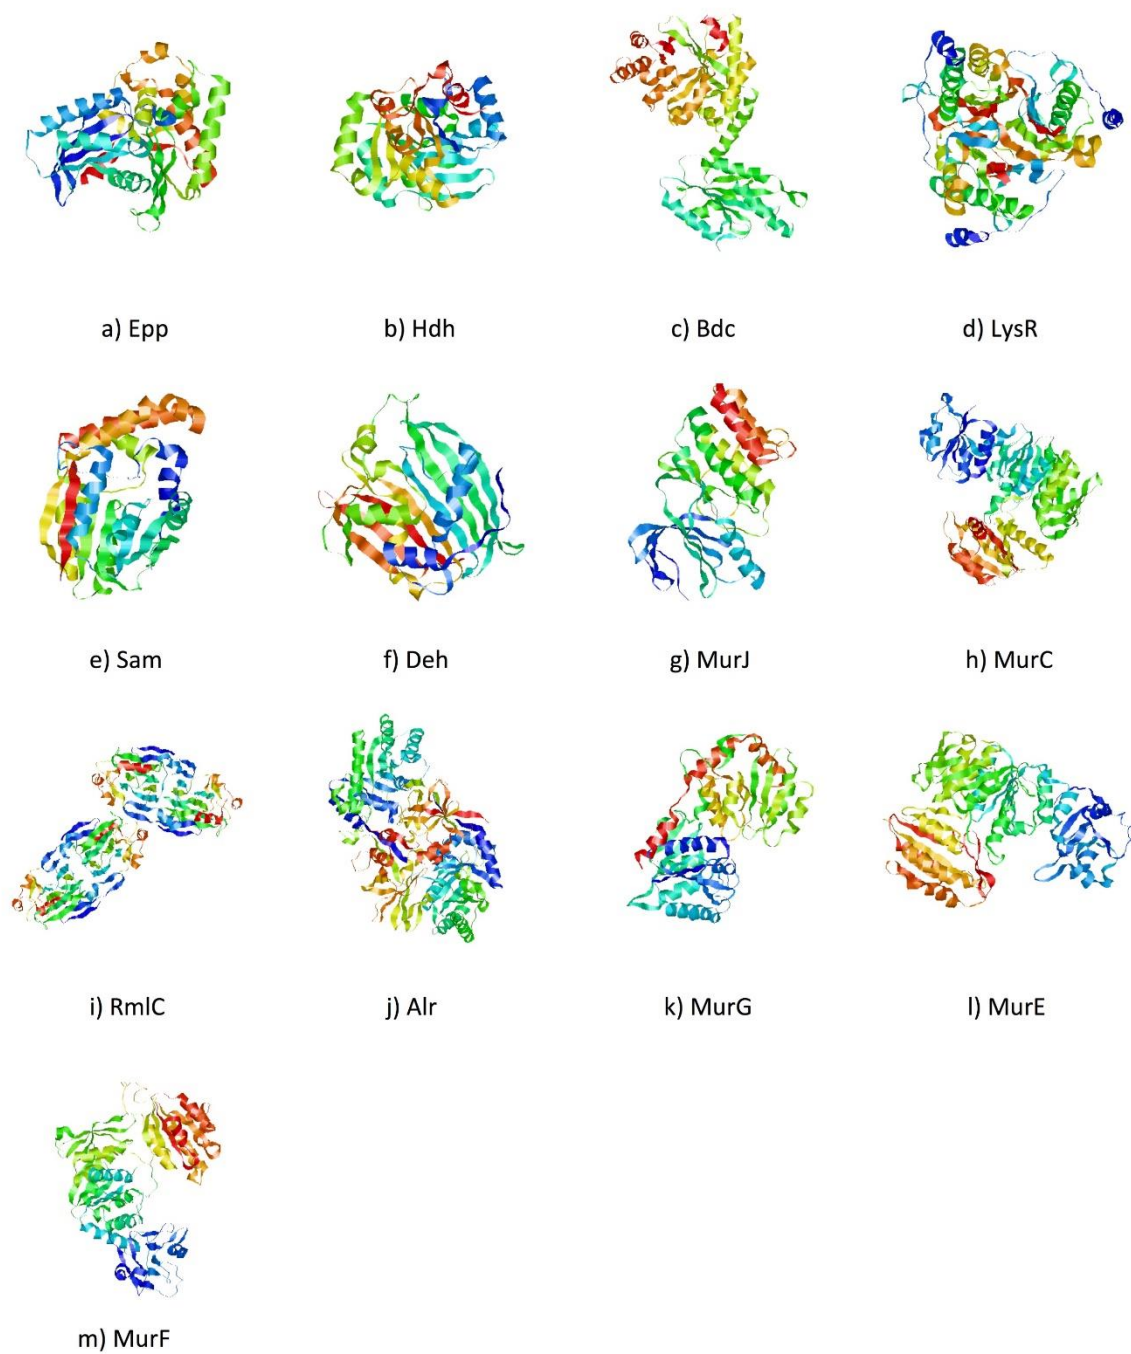 a) Epp
b) Hdh
c) Bdc
d) LysR
e) Sam
f) Deh
g) MurJ
h) MurC
i) RmlC
j) Alr
k) MurG
l) MurE
m) MurF